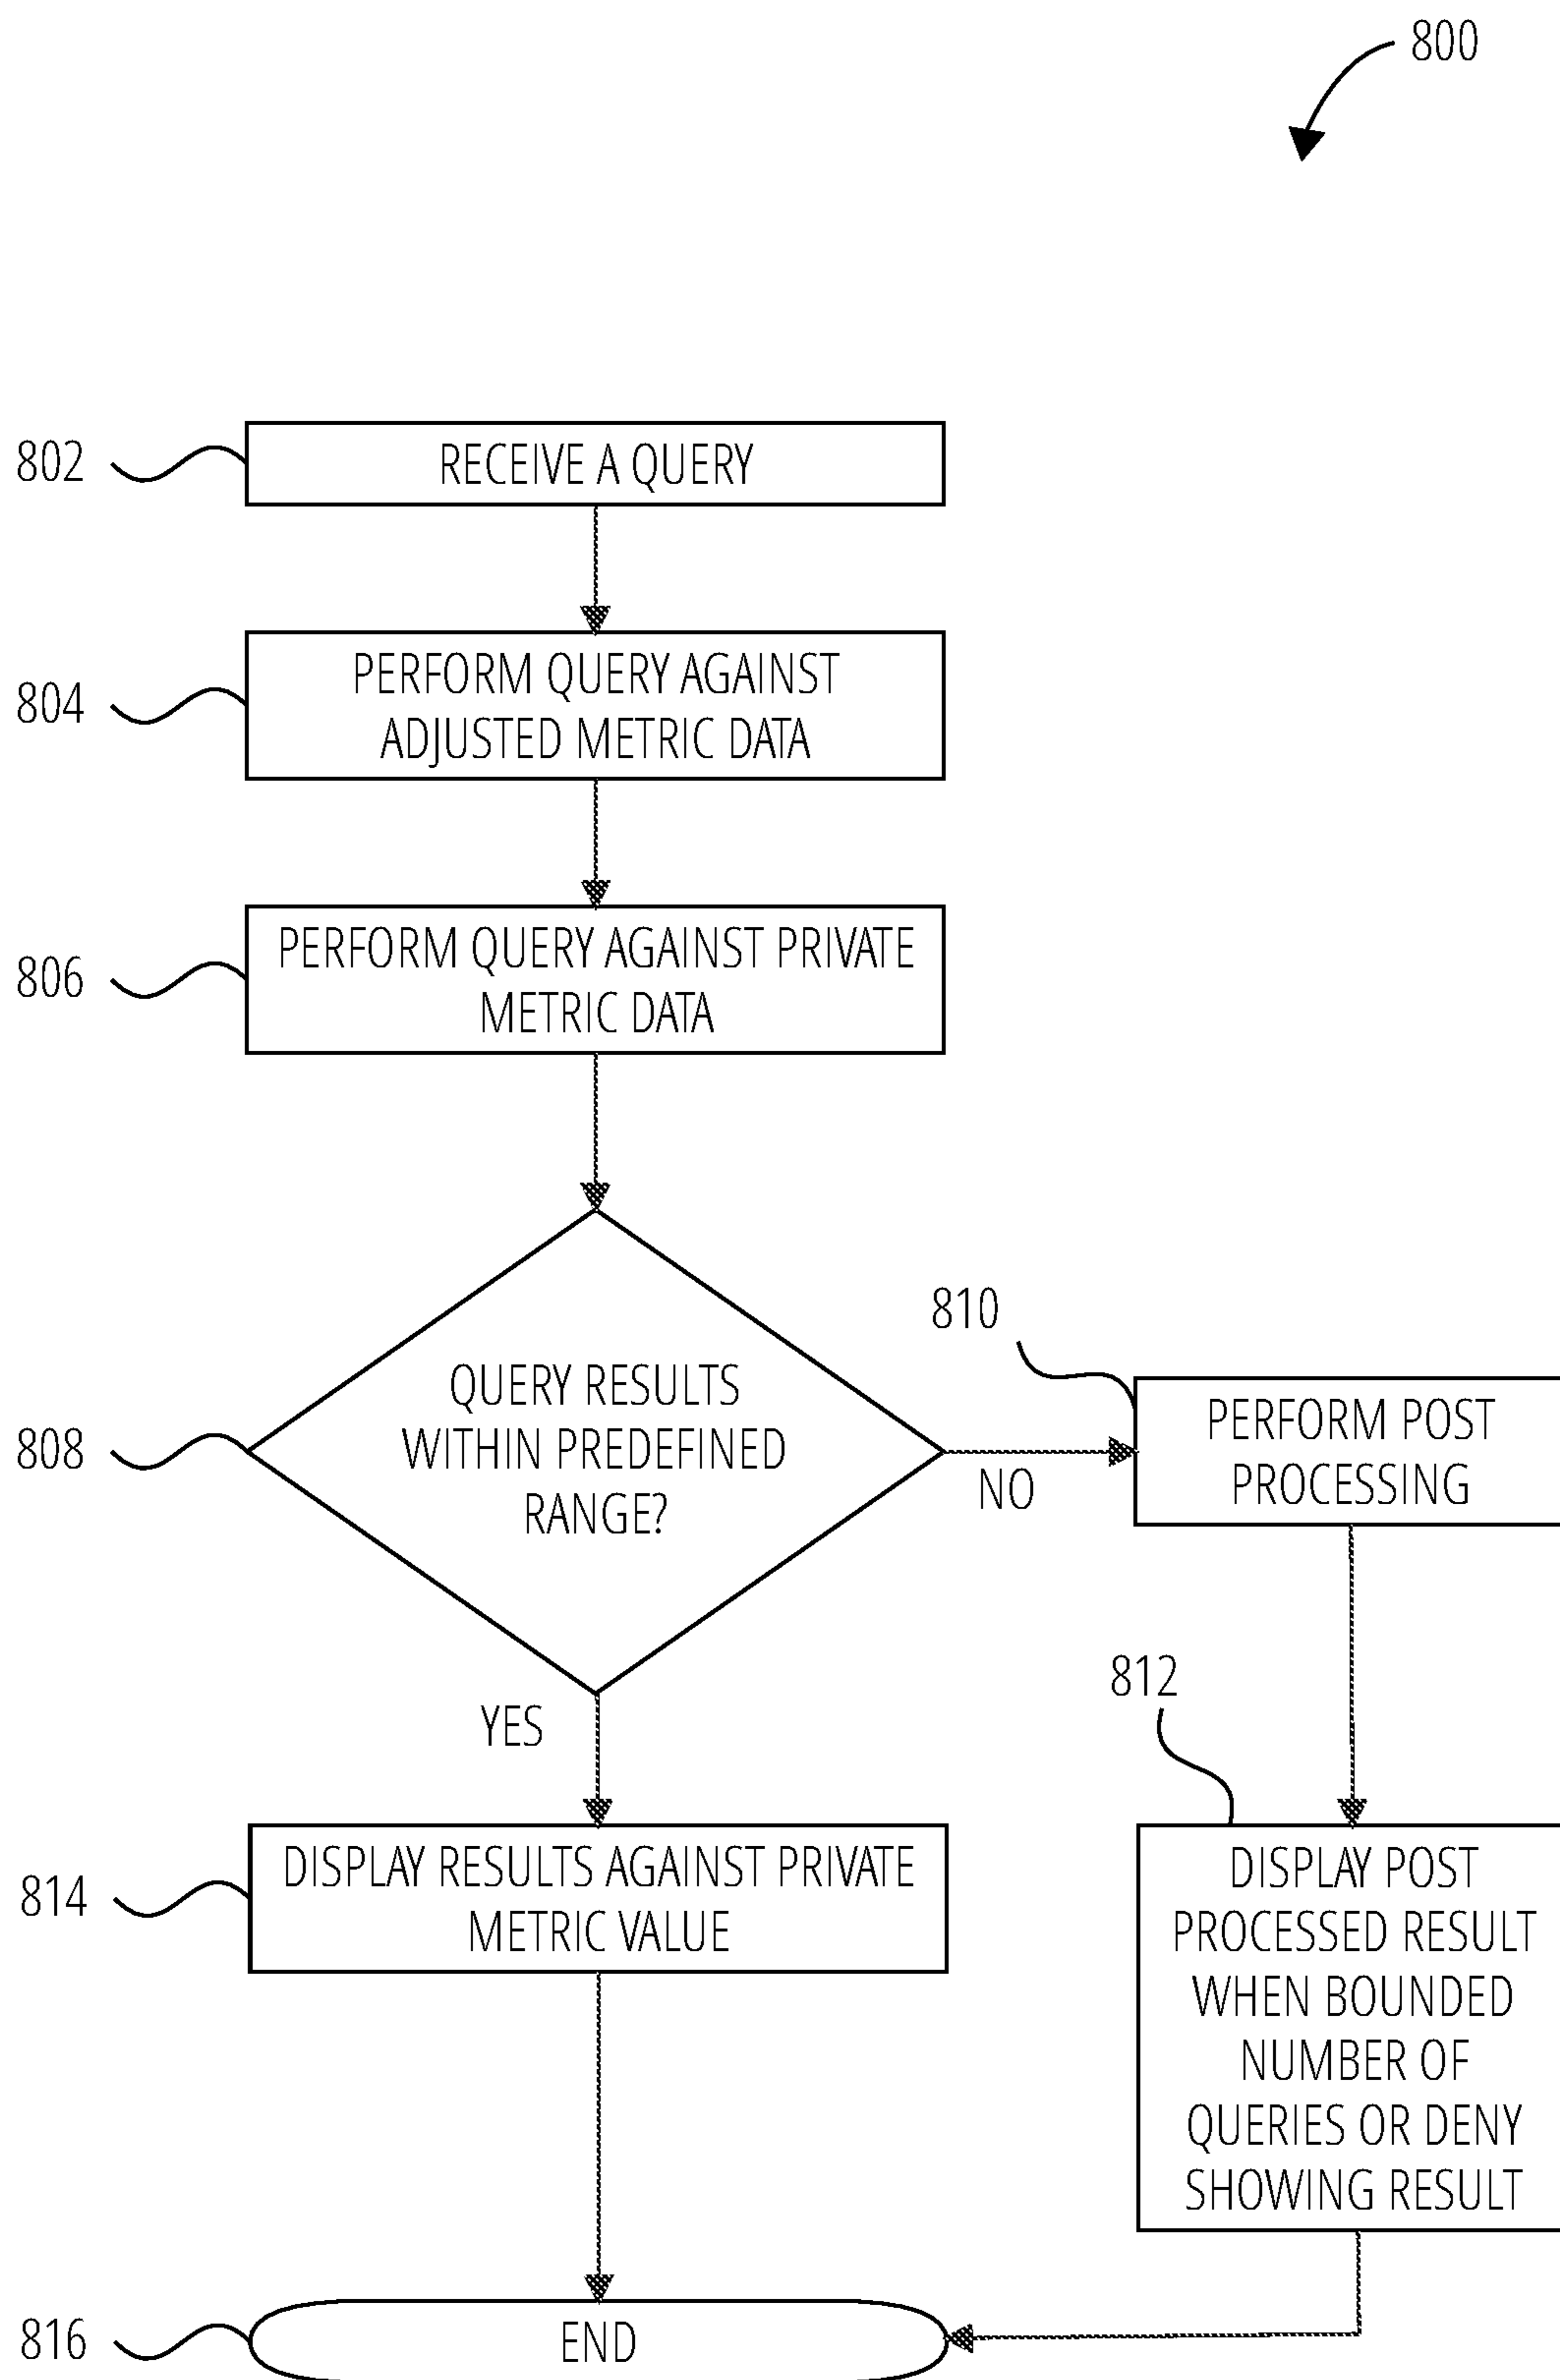 800
802
RECEIVE A QUERY
804
PERFORM QUERY AGAINST
ADJUSTED METRIC DATA
806
PERFORM QUERY AGAINST PRIVATE
METRIC DATA
808
QUERY RESULTS
WITHIN PREDEFINED
RANGE?
NO
810
PERFORM POST
PROCESSING
YES
812
DISPLAY POST
PROCESSED RESULT
WHEN BOUNDED
NUMBER OF
QUERIES OR DENY
SHOWING RESULT
814
DISPLAY RESULTS AGAINST PRIVATE
METRIC VALUE
816
END